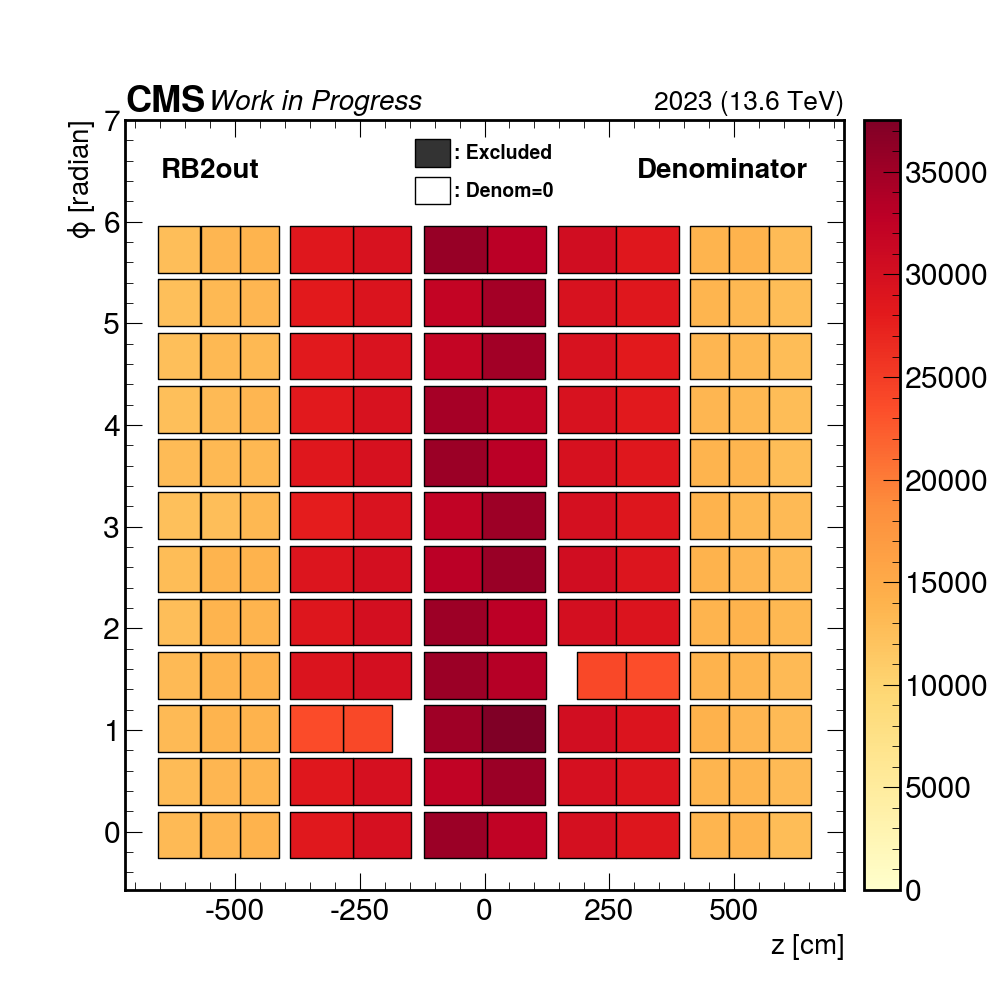 CMS Work in Progress 2023 (13.6 TeV)
RB2out
: Excluded
: Denom=0
Denominator
ϕ [radian]
7
6
5
4
3
2
1
0
-500 -250 0 250 500
z [cm]
35000
30000
25000
20000
15000
10000
5000
0